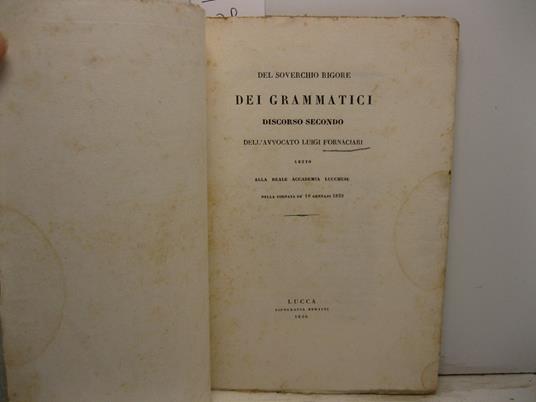 DEL SOVERCHIO RIGORE
DEI GRAMMATICI
DISCORSO SECONDO
DELL'AVVOCATO LUIGI FORNACIARI
LETTO
ALLA REALE ACCADEMIA LUCCHESE
NELLA TORNATA DE' GENNAIO
LUCCA
TIPOGRAFIA BERTINI